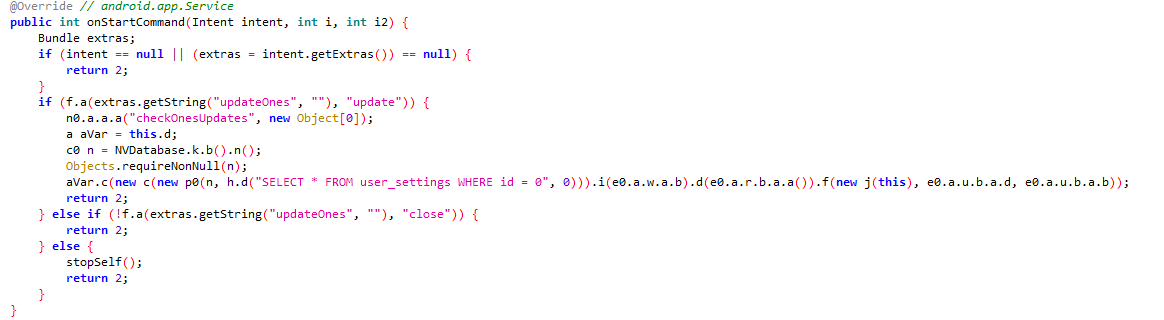 @Override // android.app.Service
public int onStartCommand(Intent intent, int i, int i2) {
    Bundle extras;
    if (intent == null || (extras = intent.getExtras()) == null) {
        return 2;
    }
    if (f.a(extras.getString("updateOnes", ""), "update")) {
        n0.a.a.a("checkOnesUpdates", new Object[0]);
        a aVar = this.d;
        c0 n = NVDatabase.k.b().n();
        Objects.requireNonNull(n);
        aVar.c(new c(new p0(n, h.d("SELECT * FROM user_settings WHERE id = 0", 0))).i(e0.a.w.a.b).d(e0.a.r.b.a.a()).f(new j(this), e0.a.u.b.a.d, e0.a.u.b.a.b));
        return 2;
    } else if (!f.a(extras.getString("updateOnes", ""), "close")) {
        return 2;
    } else {
        stopSelf();
        return 2;
    }
}